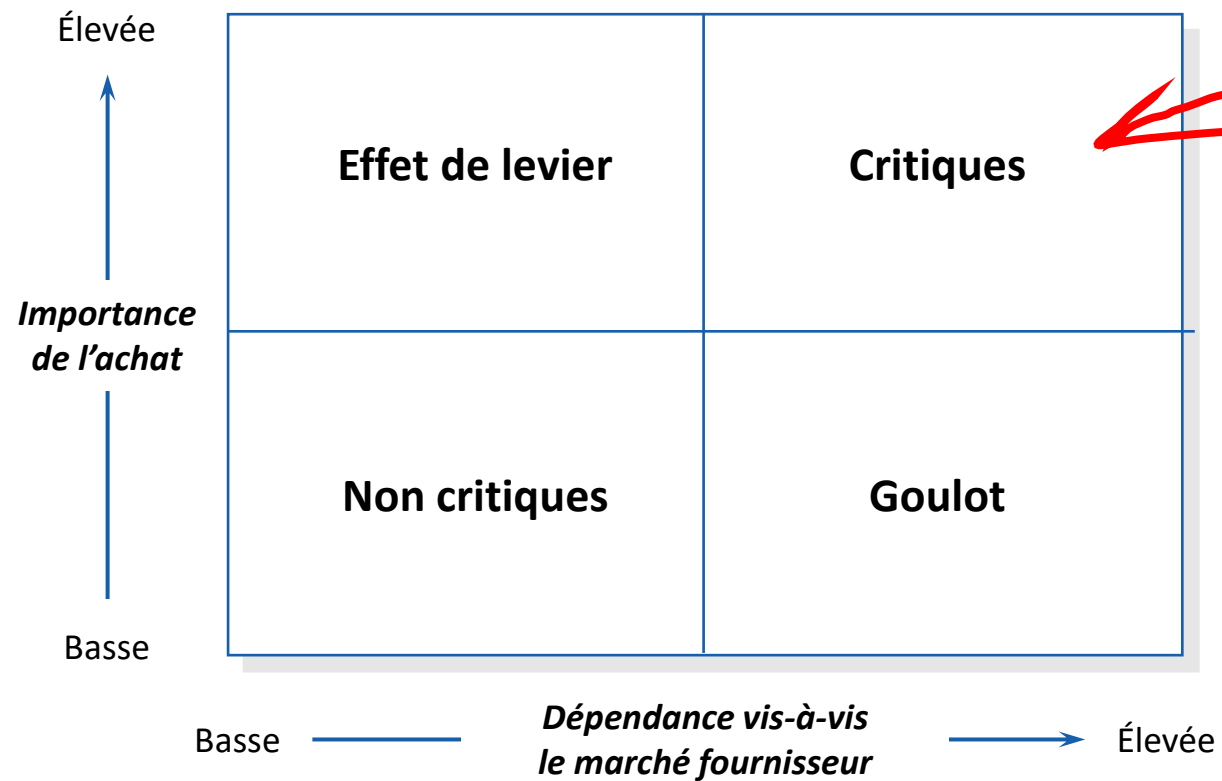 Élevée
Effet de levier
Critiques
Importance
de l'achat
Non critiques
Goulot
Basse
Basse
Dépendance vis-à-vis
le marché fournisseur
Élevée